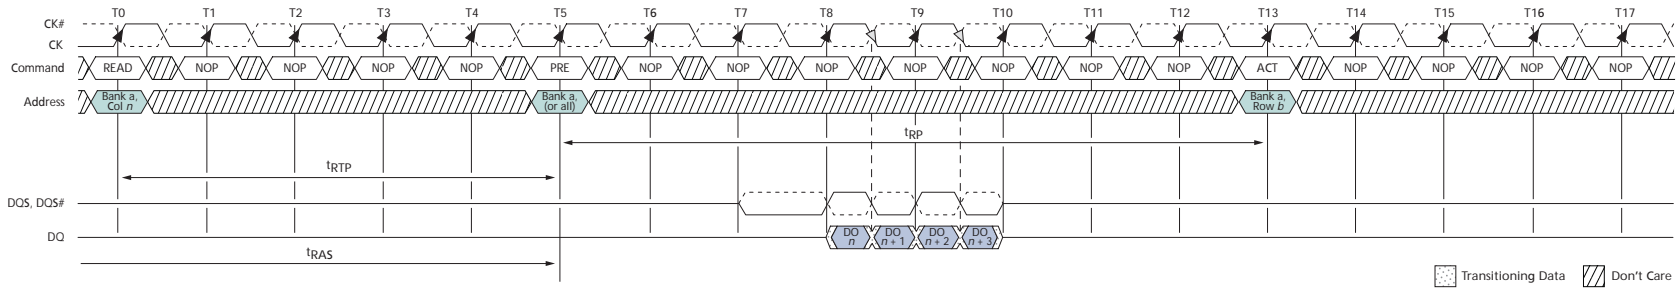 T0 T1 T2 T3 T4 T5 T6 T7 T8 T9 T10 T11 T12 T13 T14 T15 T16 T17
CK#
CK
Command READ NOP NOP NOP NOP PRE NOP NOP NOP NOP NOP NOP NOP ACT NOP NOP NOP NOP
Address Bank a, Col n Bank a, (or all) Bank a, Row b
tRP
tRTP
DQS, DQS#
DQ DO n DO n + 1 DO n + 2 DO n + 3
tRAS
Transitioning Data Don't Care